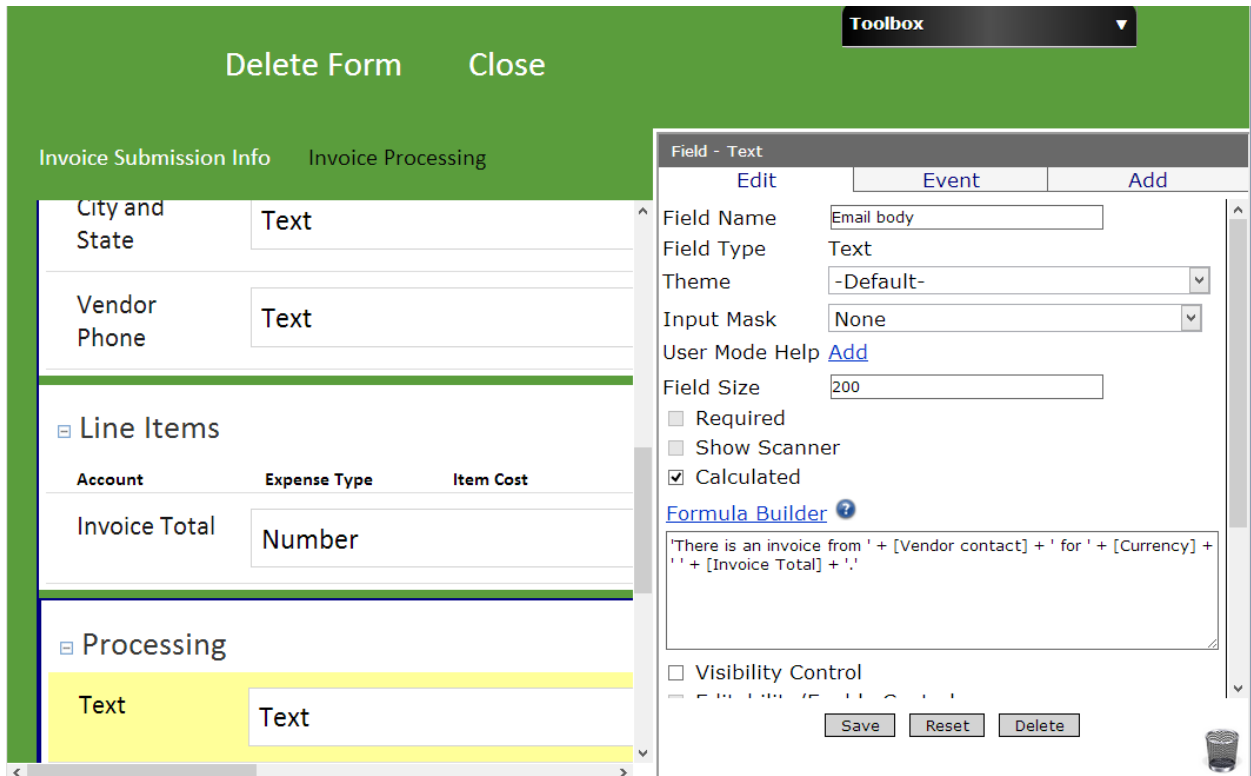 Toolbox
Delete Form Close
Invoice Submission Info Invoice Processing
City and
State
Text
Vendor
Phone
Text
Line Items
Account Expense Type Item Cost
Invoice Total
Number
Processing
Text
Text
Field - Text
Edit Event Add
Field Name Email body
Field Type Text
Theme -Default-
Input Mask None
User Mode Help Add
Field Size 200
Required
Show Scanner
Calculated
Formula Builder ?
'There is an invoice from ' + [Vendor contact] + ' for ' + [Currency] +
' ' + [Invoice Total] + '.'
Visibility Control
Save Reset Delete